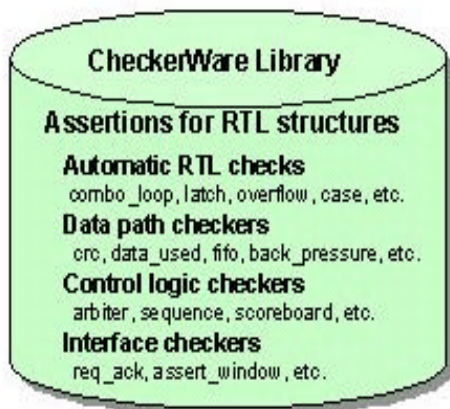 CheckerWare Library
Assertions for RTL structures
Automatic RTL checks
combo_loop, latch, overflow, case, etc.
Data path checkers
crc, data_used, fifo, back_pressure, etc.
Control logic checkers
arbiter, sequence, scoreboard, etc.
Interface checkers
req_ack, assert_window, etc.